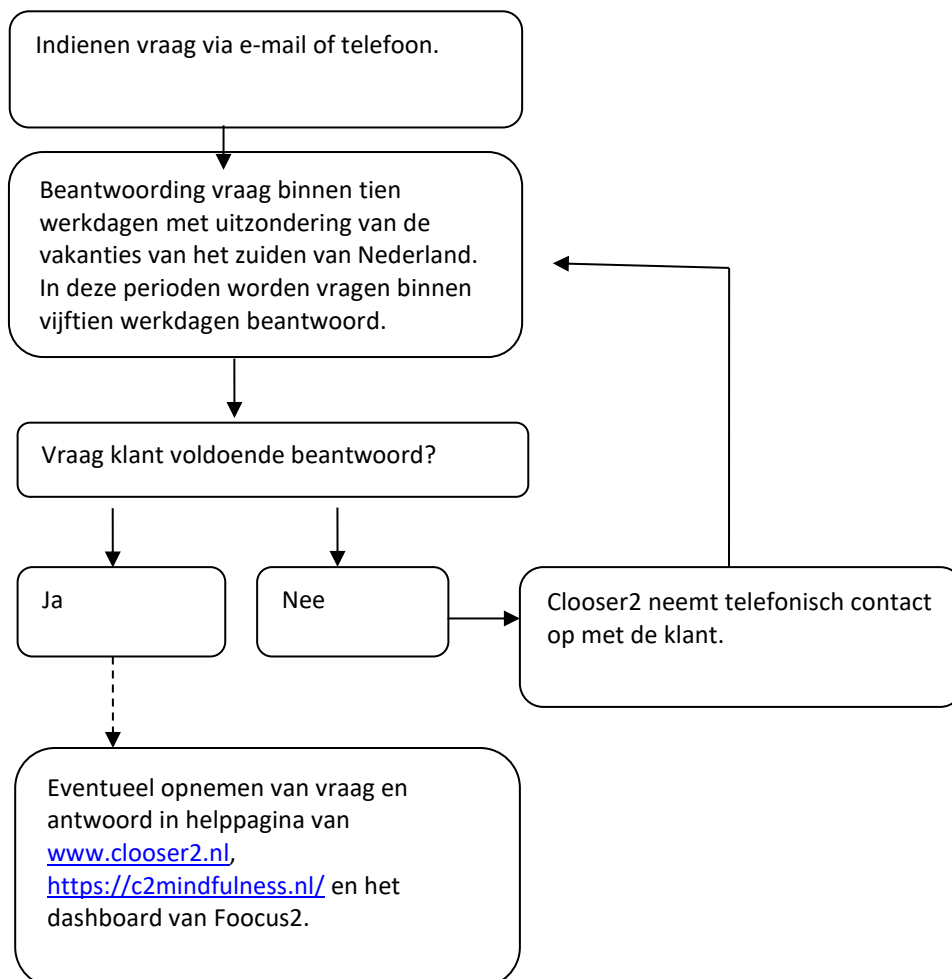 Indienen vraag via e-mail of telefoon.
Beantwoording vraag binnen tien
werkdagen met uitzondering van de
vakanties van het zuiden van Nederland.
In deze perioden worden vragen binnen
vijftien werkdagen beantwoord.
Vraag klant voldoende beantwoord?
Ja
Nee
Clooser2 neemt telefonisch contact
op met de klant.
Eventueel opnemen van vraag en
antwoord in helppagina van
www.clooser2.nl,
https://c2mindfulness.nl/ en het
dashboard van Foocus2.